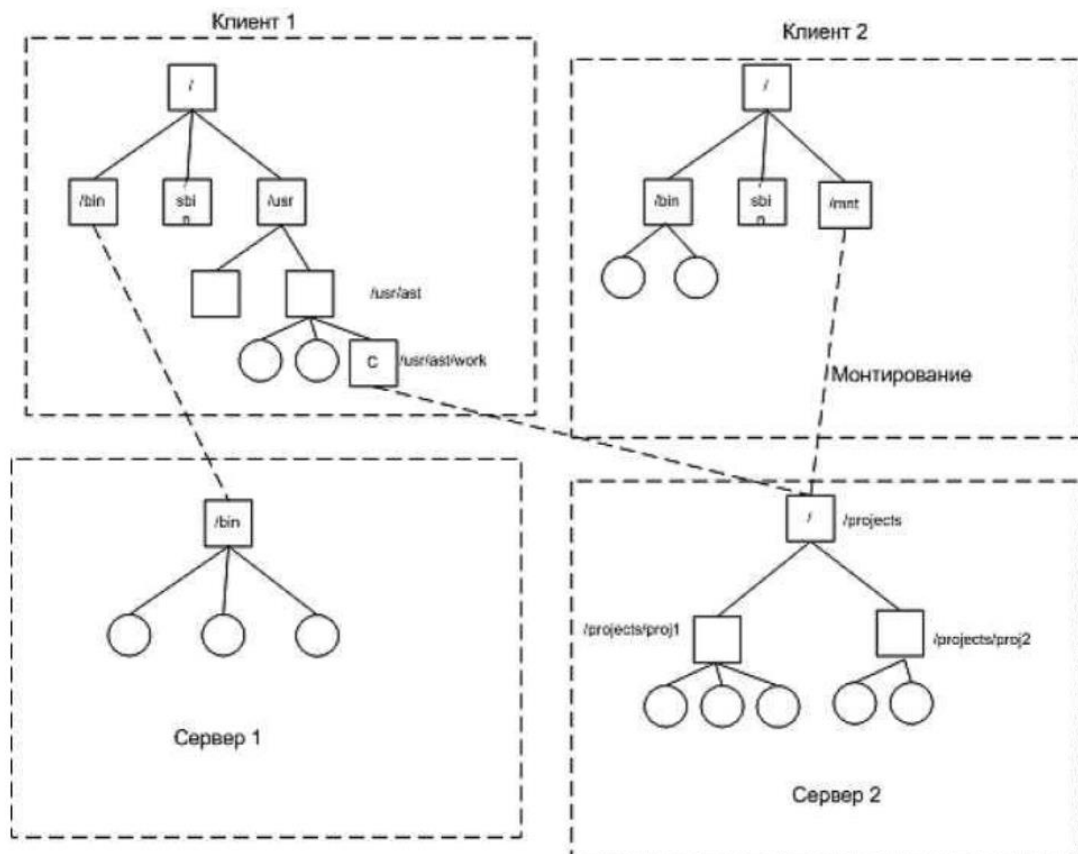 Клиент 1
/
/bin
/
sbi
n
/usr
/usr/ast
C
/usr/ast/work
Клиент 2
/
/bin
/
sbi
n
/mnt
Монтирование
/bin
Сервер 1
/
/projects
/projects/proj1
/projects/proj2
Сервер 2